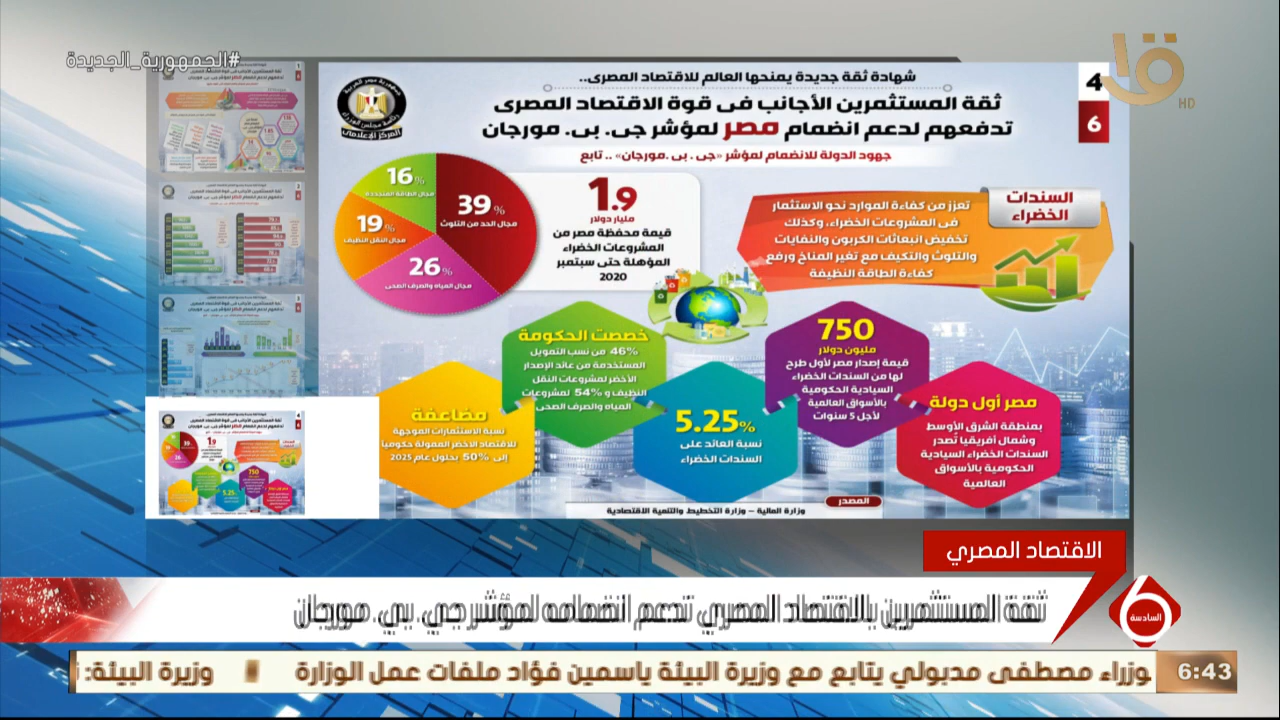 #الجمهورية_الجديدة
HD
4
6
شهادة ثقة جديدة يمنحها العالم للاقتصاد المصرى..
ثقة المستثمرين الأجانب فى قوة الاقتصاد المصرى
تدفعهم لدعم انضمام مصر لمؤشر جى. بى. مورجان
جهود الدولة للانضمام لمؤشر «جى . بى .مورجان» .. تابع
السندات
الخضراء
تعزز من كفاءة الموارد نحو الاستثمار
فى المشروعات الخضراء، وكذلك
تخفيض انبعاثات الكربون والنفايات
والتلوث والتكيف مع تغير المناخ ورفع
كفاءة الطاقة النظيفة
1.9
مليار دولار
قيمة محفظة مصر من
المشروعات الخضراء
المؤهلة حتى سبتمبر
2020
39%
مجال الحد من التلوث
26%
مجال المياه والصرف الصحى
19%
مجال النقل النظيف
16%
مجال الطاقة المتجددة
مصر أول دولة
بمنطقة الشرق الأوسط
وشمال أفريقيا تُصدر
السندات الخضراء السيادية
الحكومية بالأسواق
العالمية
750
مليون دولار
قيمة إصدار مصر لأول طرح
لها من السندات الخضراء
السيادية الحكومية
بالأسواق العالمية
لأجل 5 سنوات
5.25%
نسبة العائد على
السندات الخضراء
خصصت الحكومة
46% من نسب التمويل
المستخدمة من عائد الإصدار
الأخضر لمشروعات النقل
النظيف و 54% لمشروعات
المياه والصرف الصحى
مضاعفة
نسبة الاستثمارات الموجهة
للاقتصاد الأخضر الممولة حكومياً
إلى 50% بحلول عام 2025
المصدر
وزارة المالية – وزارة التخطيط والتنمية الاقتصادية
الاقتصاد المصري
ثقة المستثمرين بالاقتصاد المصري تدعم انضمامه لمؤشر جي. بي. مورجان
السادسة
6:43
وزراء مصطفى مدبولي يتابع مع وزيرة البيئة ياسمين فؤاد ملفات عمل الوزارة
وزيرة البيئة: